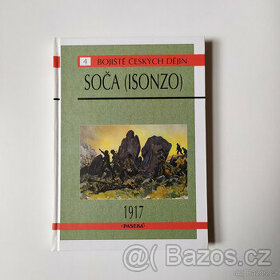 4
BOJIŠTĚ ČESKÝCH DĚJIN
SOČA (ISONZO)
1917
PASEKA
Bazos.cz